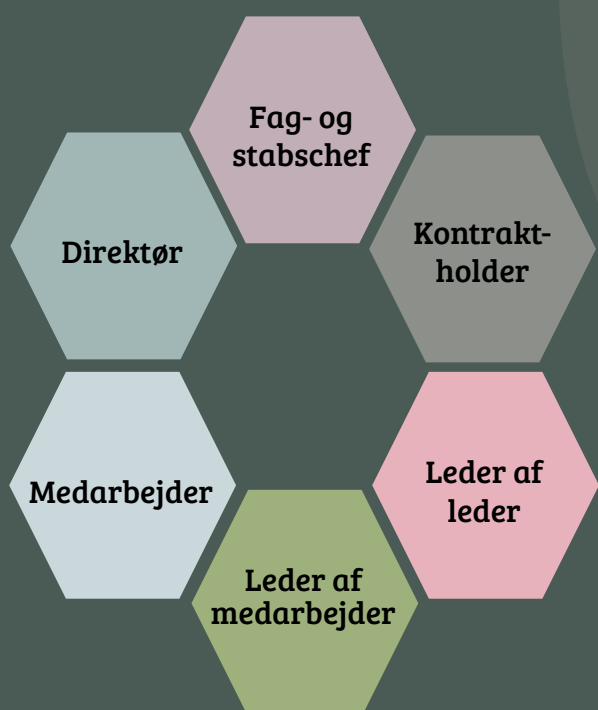 Fag- og
stabschef
Direktør
Kontrakt-
holder
Medarbejder
Leder af
leder
Leder af
medarbejder